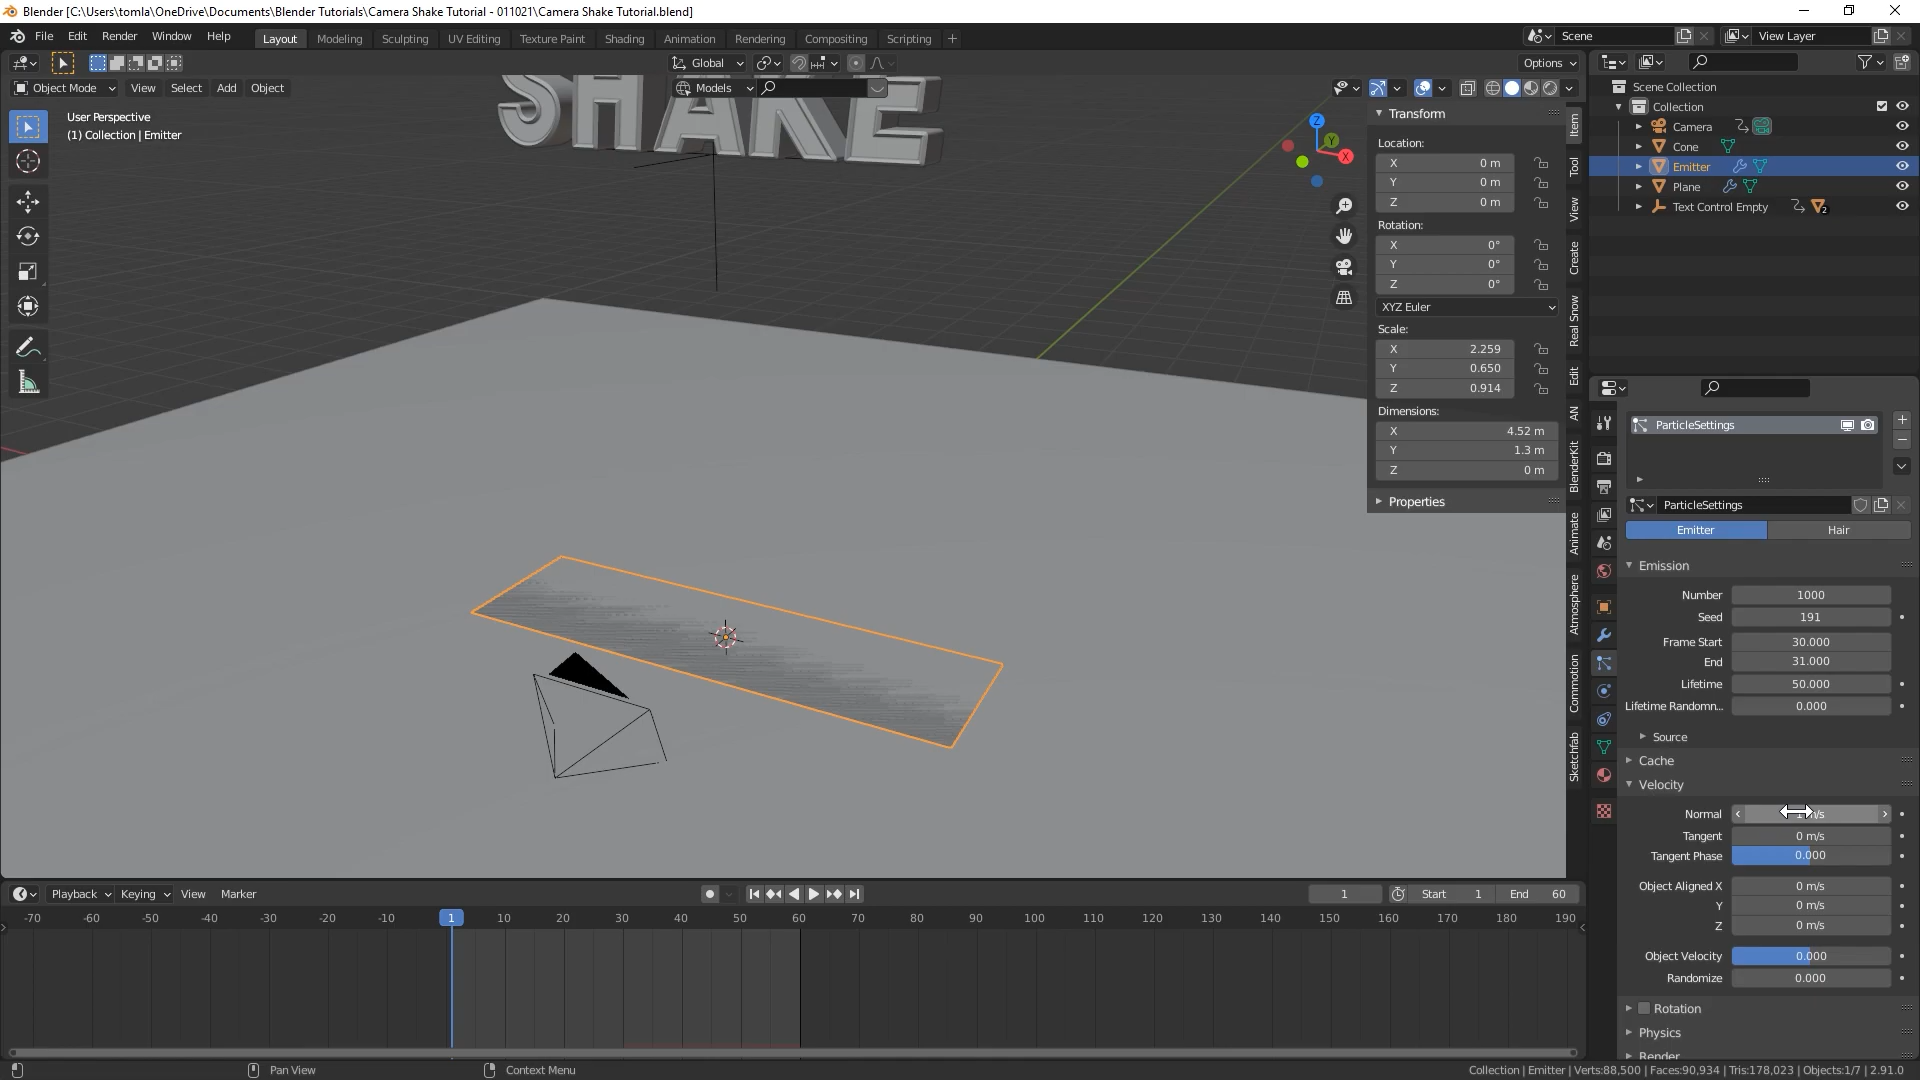 Blender [C:\Users\tomla\OneDrive\Documents\Blender Tutorials\Camera Shake Tutorial - 011021\Camera Shake Tutorial.blend]
File Edit Render Window Help Layout Modeling Sculpting UV Editing Texture Paint Shading Animation Rendering Compositing Scripting + Scene View Layer
Global Options
Object Mode View Select Add Object Models
SHAKE
User Perspective
(1) Collection | Emitter
Z
Y
X
Transform
Location:
X 0 m
Y 0 m
Z 0 m
Rotation:
X 0°
Y 0°
Z 0°
XYZ Euler
Scale:
X 2.259
Y 0.650
Z 0.914
Dimensions:
X 4.52 m
Y 1.3 m
Z 0 m
Properties
Item
Tool
View
Create
Real Snow
Edit
AN
BlenderKit
Animate
Atmosphere
Commotion
Sketchfab
Scene Collection
Collection
Camera
Cone
Emitter
Plane
Text Control Empty 2
ParticleSettings
ParticleSettings
Emitter Hair
Emission
Number 1000
Seed 191
Frame Start 30.000
End 31.000
Lifetime 50.000
Lifetime Randomn... 0.000
Source
Cache
Velocity
Normal m/s
Tangent 0 m/s
Tangent Phase 0.000
Object Aligned X 0 m/s
Y 0 m/s
Z 0 m/s
Object Velocity 0.000
Randomize 0.000
Rotation
Physics
Render
Playback Keying View Marker 1 Start 1 End 60
-70 -60 -50 -40 -30 -20 -10 1 10 20 30 40 50 60 70 80 90 100 110 120 130 140 150 160 170 180 190
Pan View Context Menu Collection | Emitter | Verts:88,500 | Faces:90,934 | Tris:178,023 | Objects:1/7 | 2.91.0